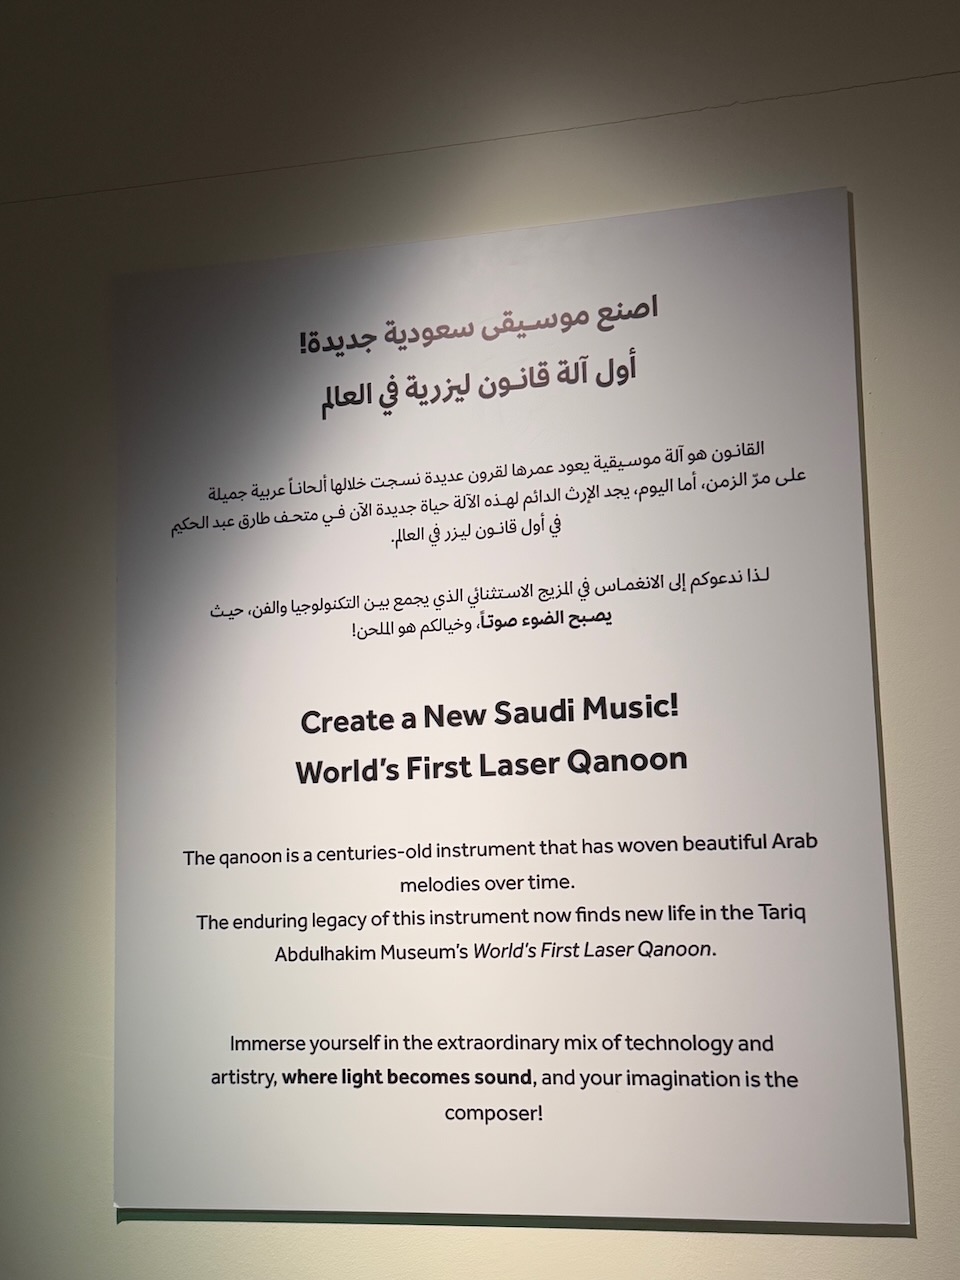 اصنع موسيقى سعودية جديدة!
أول آلة قانون ليزرية في العالم
القانون هو آلة موسيقية يعود عمرها لقرون عديدة نسجت خلالها ألحاناً عربية جميلة
على مرّ الزمن، أما اليوم، يجد الإرث الدائم لهذه الآلة حياة جديدة الآن في متحف طارق عبد الحكيم
في أول قانون ليزر في العالم.
لذا ندعوكم إلى الانغماس في المزيج الاستثنائي الذي يجمع بين التكنولوجيا والفن، حيث
يصبح الضوء صوتاً، وخيالكم هو الملحن!
Create a New Saudi Music!
World's First Laser Qanoon
The qanoon is a centuries-old instrument that has woven beautiful Arab
melodies over time.
The enduring legacy of this instrument now finds new life in the Tariq
Abdulhakim Museum's World's First Laser Qanoon.
Immerse yourself in the extraordinary mix of technology and
artistry, where light becomes sound, and your imagination is the
composer!